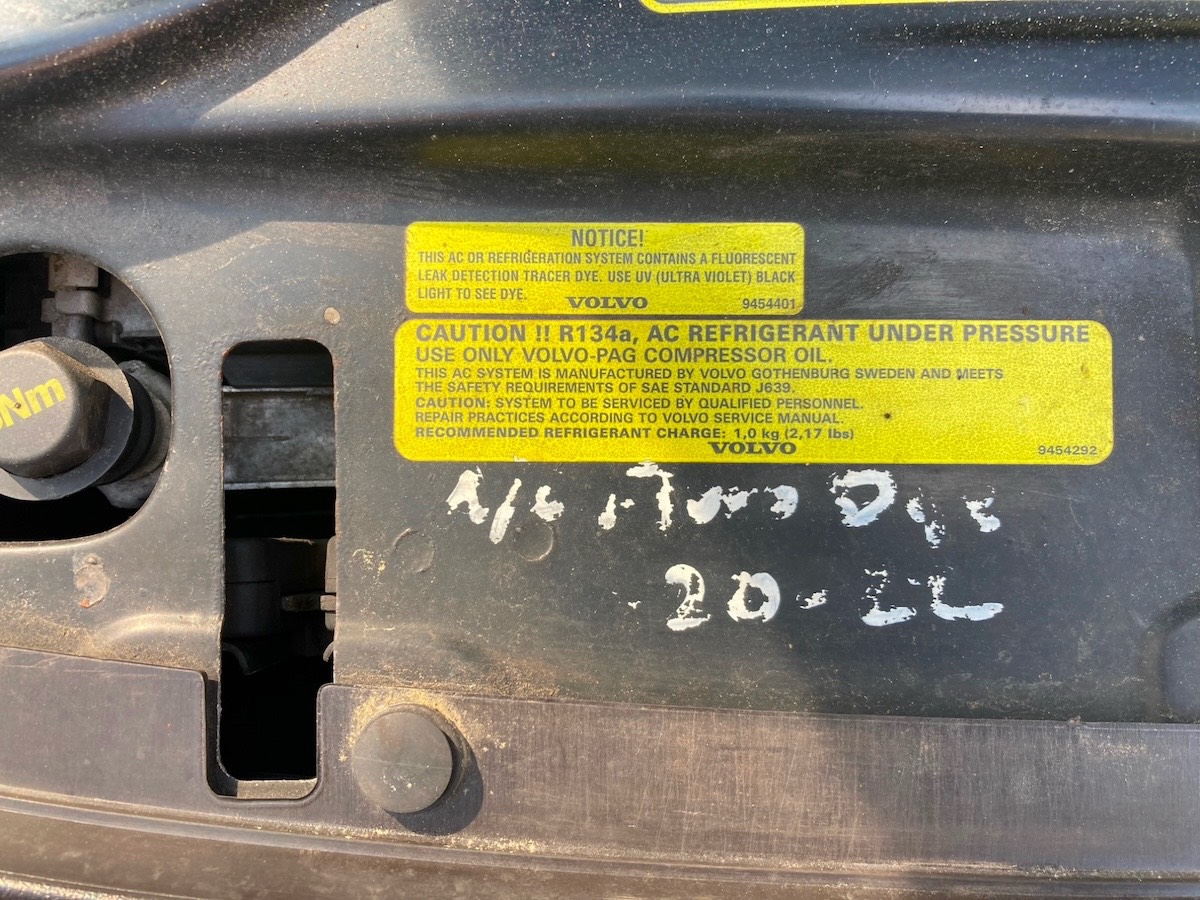 NOTICE!
THIS AC OR REFRIGERATION SYSTEM CONTAINS A FLUORESCENT
LEAK DETECTION TRACER DYE. USE UV (ULTRA VIOLET) BLACK
LIGHT TO SEE DYE. VOLVO 9454401
CAUTION !! R134a, AC REFRIGERANT UNDER PRESSURE
USE ONLY VOLVO-PAG COMPRESSOR OIL.
THIS AC SYSTEM IS MANUFACTURED BY VOLVO GOTHENBURG SWEDEN AND MEETS
THE SAFETY REQUIREMENTS OF SAE STANDARD J639.
CAUTION: SYSTEM TO BE SERVICED BY QUALIFIED PERSONNEL.
REPAIR PRACTICES ACCORDING TO VOLVO SERVICE MANUAL.
RECOMMENDED REFRIGERANT CHARGE: 1,0 kg (2,17 lbs)
VOLVO 9454292
Nm
20-22